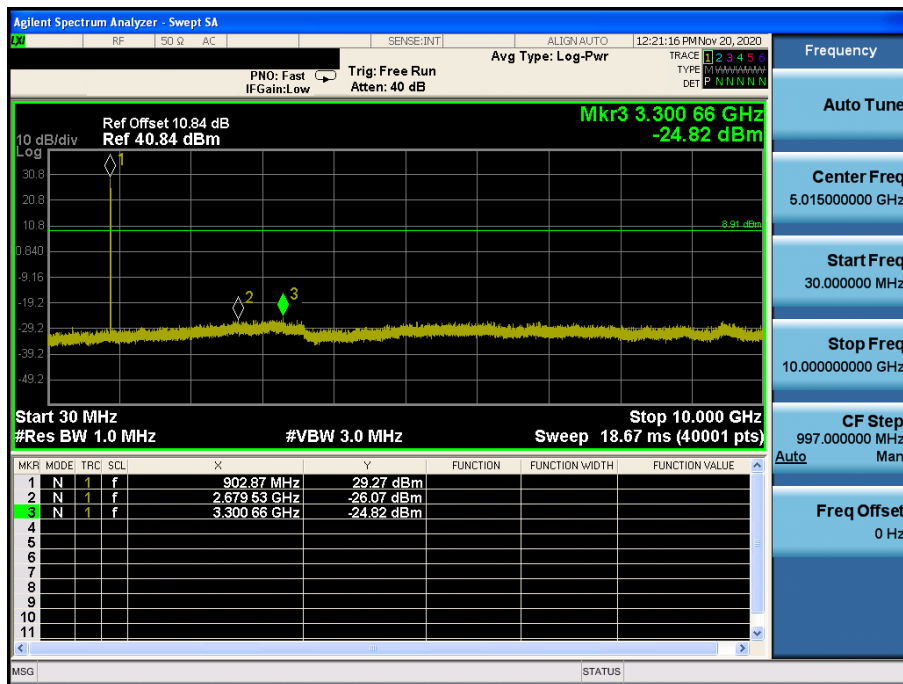 Agilent Spectrum Analyzer - Swept SA
LXI RF 50 Ω AC SENSE:INT ALIGN AUTO 12:21:16 PM Nov 20, 2020
Frequency
Avg Type: Log-Pwr
TRACE 1 2 3 4 5 6
PNO: Fast Trig: Free Run
TYPE M WWWWW
IFGain:Low Atten: 40 dB
DET P N N N N N
Auto Tune
Mkr3 3.300 66 GHz
-24.82 dBm
Ref Offset 10.84 dB
10 dB/div Ref 40.84 dBm
Log
1
30.8
20.8
10.8
8.91 dBm
0.840
-9.16
-19.2
2
3
-29.2
-39.2
-49.2
Start 30 MHz
Stop 10.000 GHz
#Res BW 1.0 MHz
#VBW 3.0 MHz
Sweep 18.67 ms (40001 pts)
Center Freq
5.015000000 GHz
Start Freq
30.000000 MHz
Stop Freq
10.000000000 GHz
CF Step
997.000000 MHz
Auto Man
Freq Offset
0 Hz
MKR MODE TRC SCL X Y FUNCTION FUNCTION WIDTH FUNCTION VALUE
1 N 1 f 902.87 MHz 29.27 dBm
2 N 1 f 2.679 53 GHz -26.07 dBm
3 N 1 f 3.300 66 GHz -24.82 dBm
4
5
6
7
8
9
10
11
MSG
STATUS